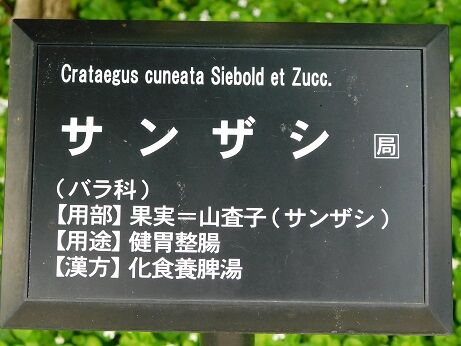 Crataegus cuneata Siebold et Zucc.
サンザシ 局
(バラ科)
【用部】果実＝山査子(サンザシ)
【用途】健胃整腸
【漢方】化食養脾湯